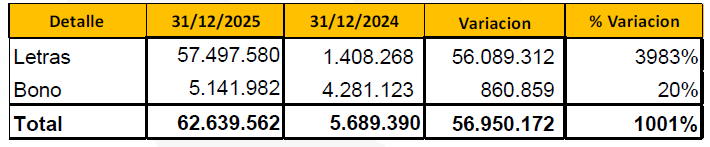 Detalle 31/12/2025 31/12/2024 Variacion % Variacion
Letras 57.497.580 1.408.268 56.089.312 3983%
Bono 5.141.982 4.281.123 860.859 20%
Total 62.639.562 5.689.390 56.950.172 1001%